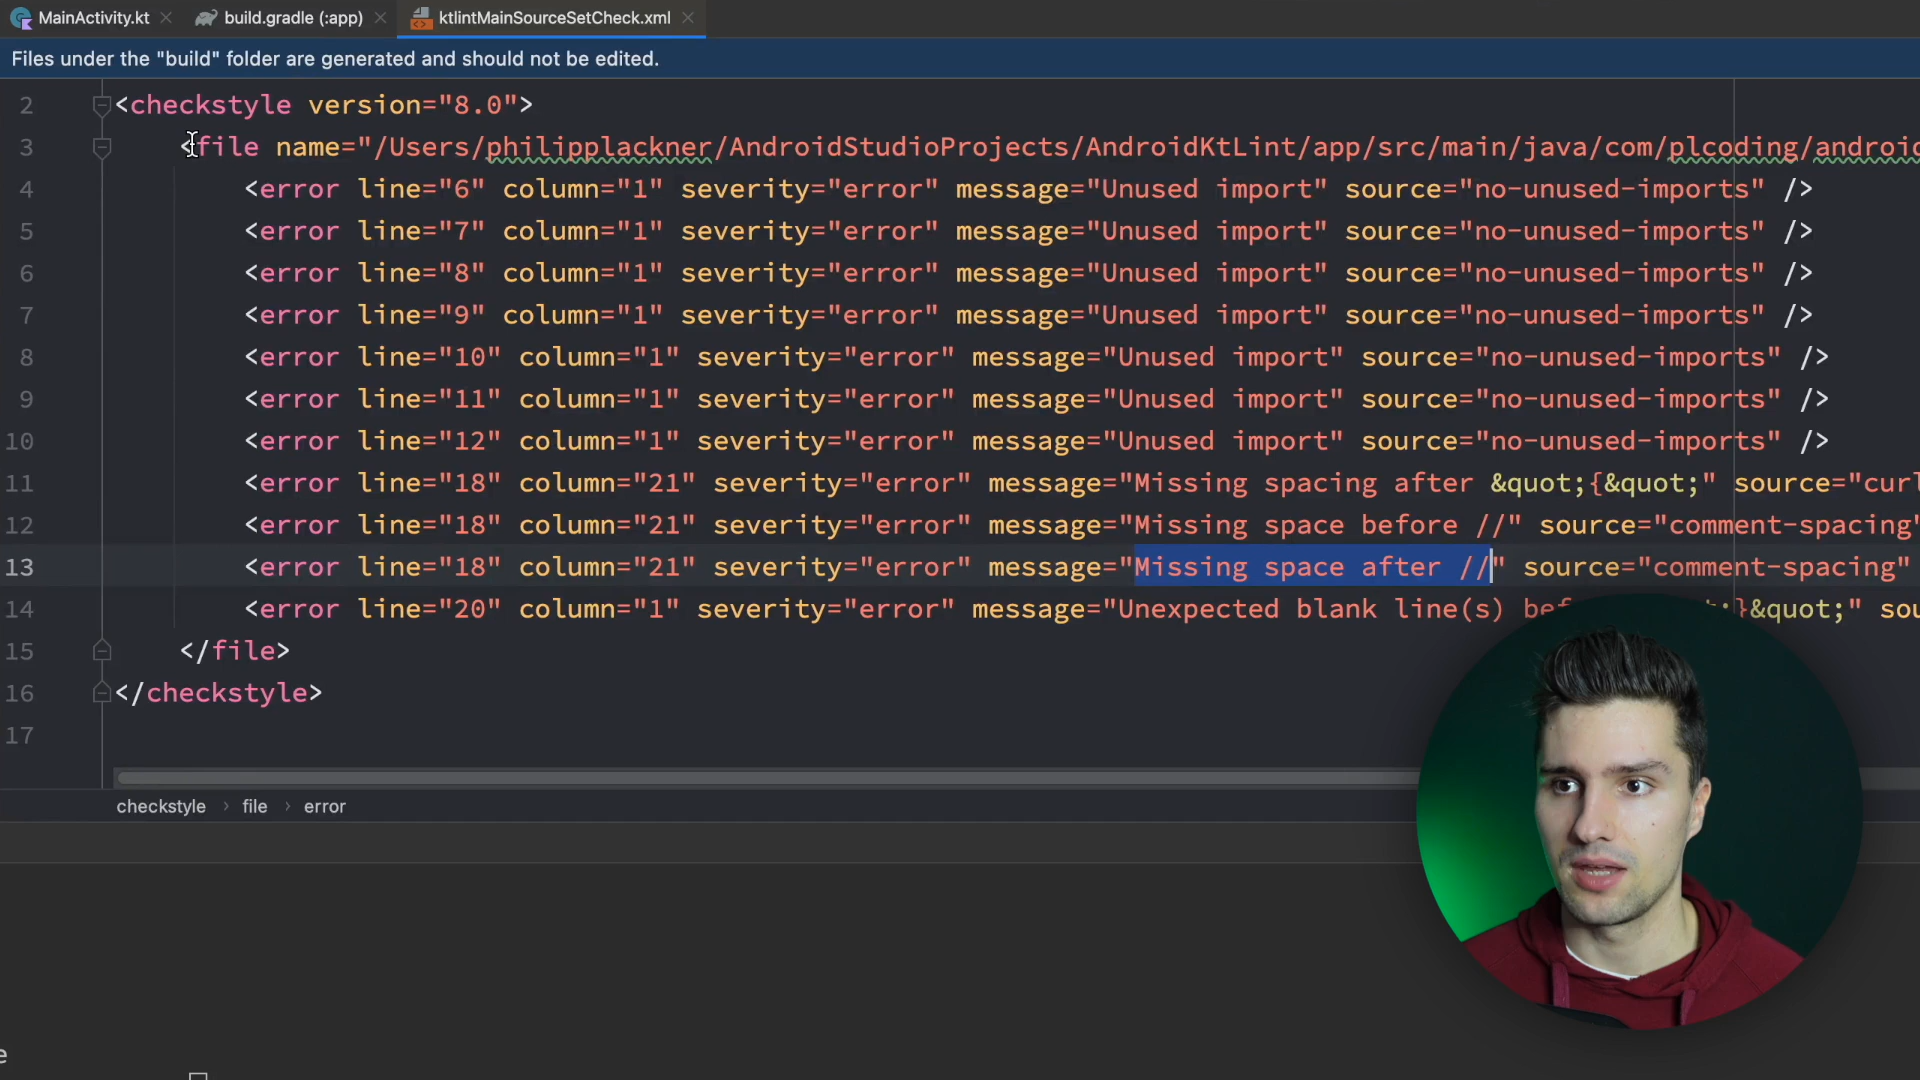 MainActivity.kt build.gradle (:app) ktlintMainSourceSetCheck.xml
Files under the "build" folder are generated and should not be edited.
2 <checkstyle version="8.0">
3 <file name="/Users/philipplackner/AndroidStudioProjects/AndroidKtLint/app/src/main/java/com/plcoding/androi
4 <error line="6" column="1" severity="error" message="Unused import" source="no-unused-imports" />
5 <error line="7" column="1" severity="error" message="Unused import" source="no-unused-imports" />
6 <error line="8" column="1" severity="error" message="Unused import" source="no-unused-imports" />
7 <error line="9" column="1" severity="error" message="Unused import" source="no-unused-imports" />
8 <error line="10" column="1" severity="error" message="Unused import" source="no-unused-imports" />
9 <error line="11" column="1" severity="error" message="Unused import" source="no-unused-imports" />
10 <error line="12" column="1" severity="error" message="Unused import" source="no-unused-imports" />
11 <error line="18" column="21" severity="error" message="Missing spacing after &quot;{&quot;" source="curl
12 <error line="18" column="21" severity="error" message="Missing space before //" source="comment-spacing"
13 <error line="18" column="21" severity="error" message="Missing space after //" source="comment-spacing"
14 <error line="20" column="1" severity="error" message="Unexpected blank line(s) }&quot;" sou
15 </file>
16 </checkstyle>
17
checkstyle › file › error
e